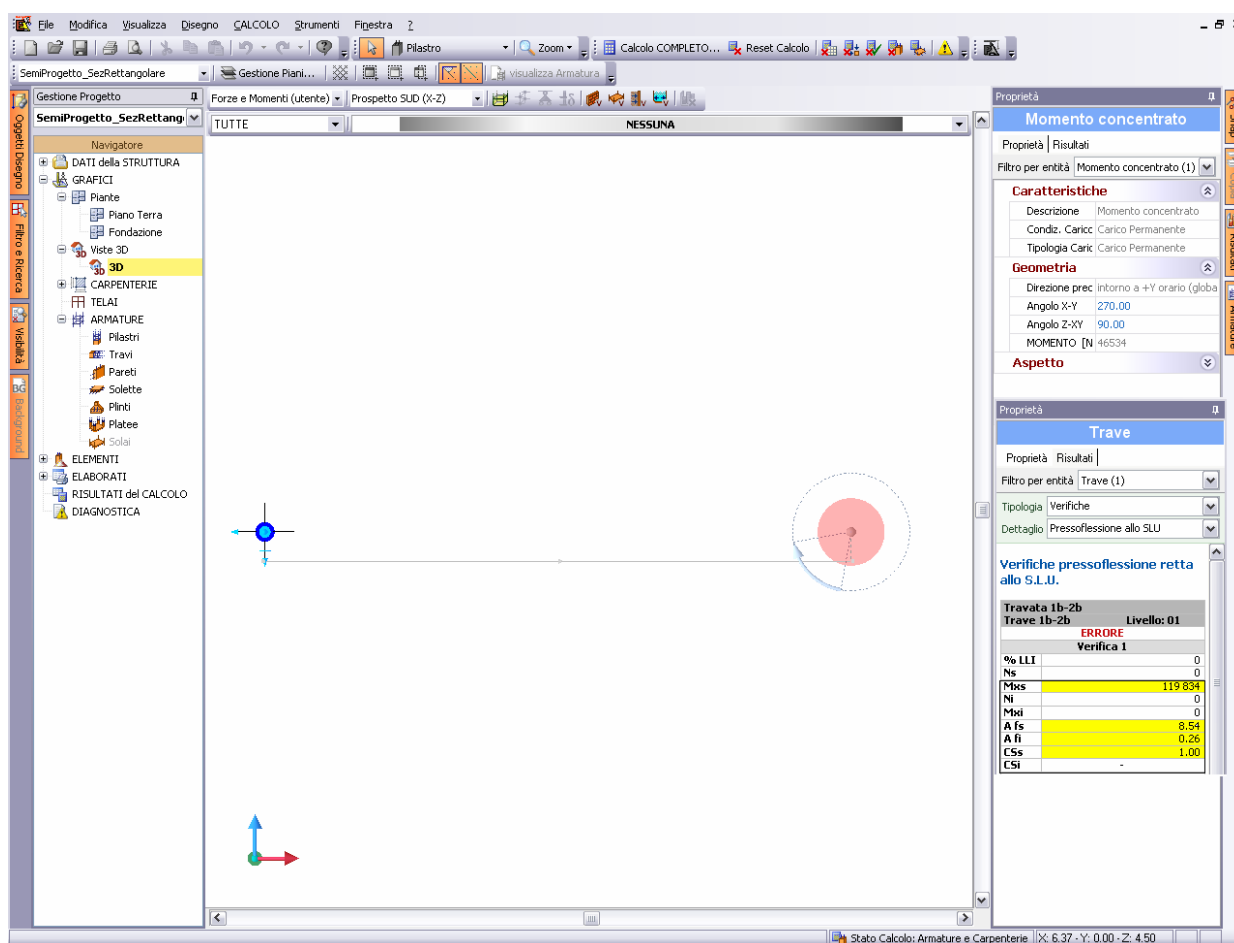 File Modifica Visualizza Disegno CALCOLO Strumenti Finestra ?
Pilastro Zoom Calcolo COMPLETO... Reset Calcolo
SemiProgetto_SezRettangolare Gestione Piani... visualizza Armatura
Gestione Progetto
SemiProgetto_SezRettang
Navigatore
DATI della STRUTTURA
GRAFICI
Piante
Piano Terra
Fondazione
Viste 3D
3D
CARPENTERIE
TELAI
ARMATURE
Pilastri
Travi
Pareti
Solette
Plinti
Platee
Solai
ELEMENTI
ELABORATI
RISULTATI del CALCOLO
DIAGNOSTICA
Oggetti Disegno
Filtro e Ricerca
Visibilità
BG Background
Forze e Momenti (utente) Prospetto SUD (X-Z)
TUTTE NESSUNA
Proprietà
Momento concentrato
Proprietà Risultati
Filtro per entità Momento concentrato (1)
Caratteristiche
Descrizione Momento concentrato
Condiz. Caricc Carico Permanente
Tipologia Caric Carico Permanente
Geometria
Direzione prec intorno a +Y orario (globa
Angolo X-Y 270.00
Angolo Z-XY 90.00
MOMENTO [N 46534
Aspetto
Proprietà
Trave
Proprietà Risultati
Filtro per entità Trave (1)
Tipologia Verifiche
Dettaglio Pressoflessione allo SLU
Verifiche pressoflessione retta
allo S.L.U.
Travata 1b-2b
Trave 1b-2b Livello: 01
ERRORE
Verifica 1
% LLI 0
Ns 0
Mxs 119 834
Ni 0
Mxi 0
A fs 8.54
A fi 0.26
CSs 1.00
CSi -
Stato Calcolo: Armature e Carpenterie X: 6.37 - Y: 0.00 - Z: 4.50